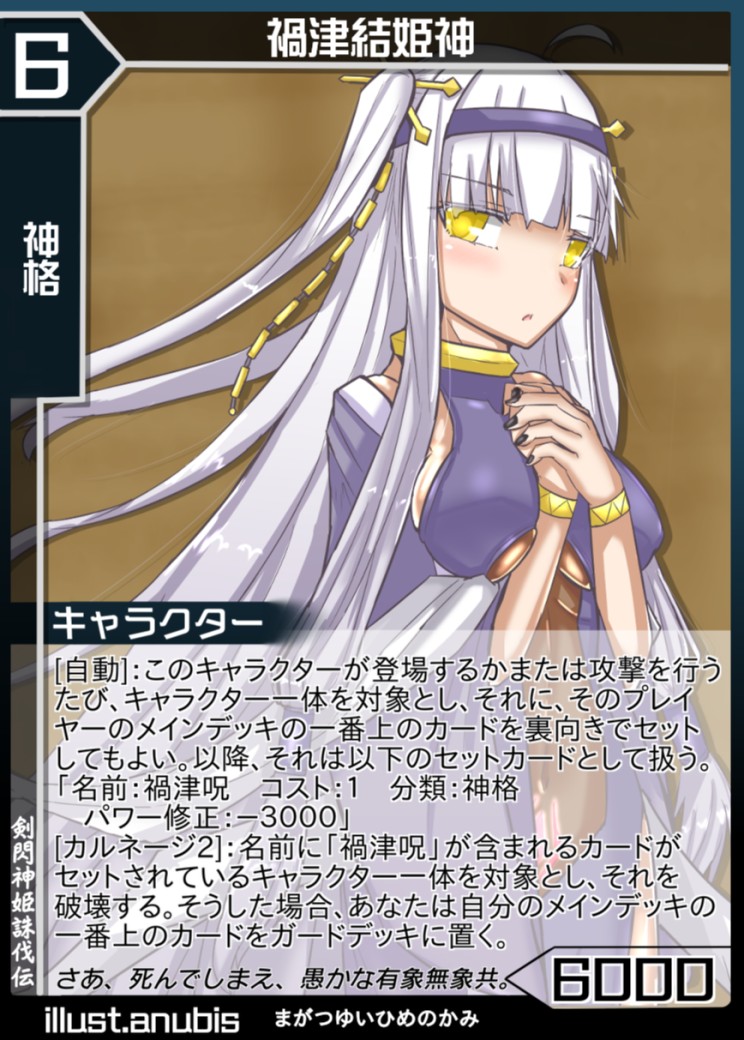 6
禍津結姫神
神格
キャラクター
[自動]:このキャラクターが登場するかまたは攻撃を行う
たび、キャラクター一体を対象とし、それに、そのプレイ
ヤーのメインデッキの一番上のカードを裏向きでセット
してもよい。以降、それは以下のセットカードとして扱う。
「名前:禍津呪　コスト:1　分類:神格
　パワー修正:−3000」
[カルネージ2]:名前に「禍津呪」が含まれるカードが
セットされているキャラクター一体を対象とし、それを
破壊する。そうした場合、あなたは自分のメインデッキの
一番上のカードをガードデッキに置く。
さあ、死んでしまえ、愚かな有象無象共。
6000
剣閃神姫誅伐伝
illust.anubis
まがつゆいひめのかみ